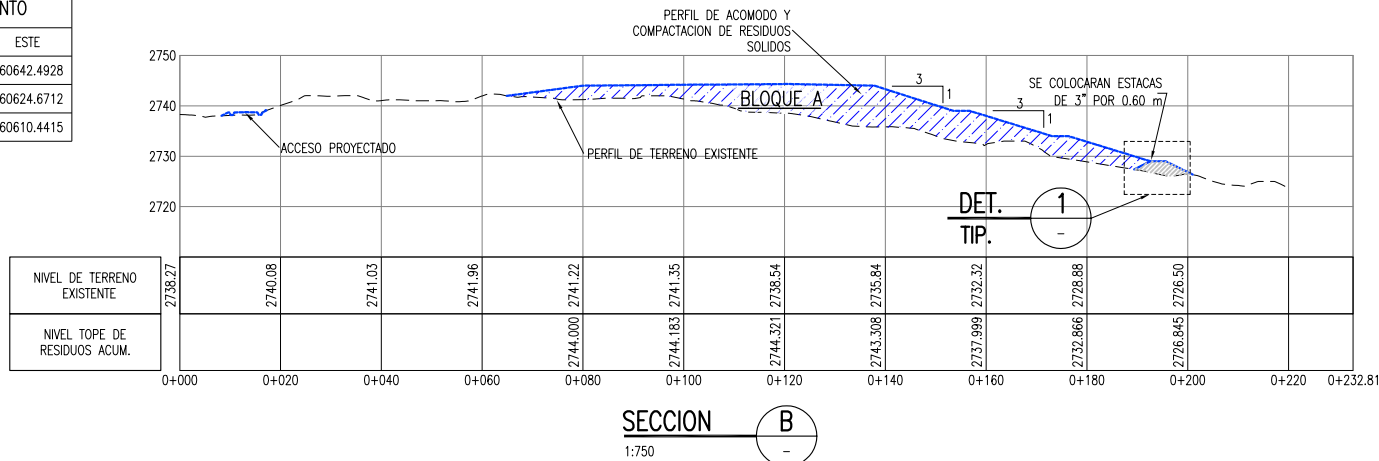 NTO
ESTE
60642.4928
60624.6712
60610.4415
PERFIL DE ACOMODO Y
COMPACTACION DE RESIDUOS
SOLIDOS
2750
2740
2730
2720
BLOQUE A
3
1
3
1
SE COLOCARAN ESTACAS
DE 3" POR 0.60 m
ACCESO PROYECTADO
PERFIL DE TERRENO EXISTENTE
DET. 1
TIP. -
NIVEL DE TERRENO
EXISTENTE
2738.27 2740.08 2741.03 2741.96 2741.22 2741.35 2738.54 2735.84 2732.32 2728.88 2726.50
NIVEL TOPE DE
RESIDUOS ACUM.
2744.000 2744.183 2744.321 2743.308 2737.999 2732.866 2726.845
0+000 0+020 0+040 0+060 0+080 0+100 0+120 0+140 0+160 0+180 0+200 0+220 0+232.81
SECCION B
1:750 -